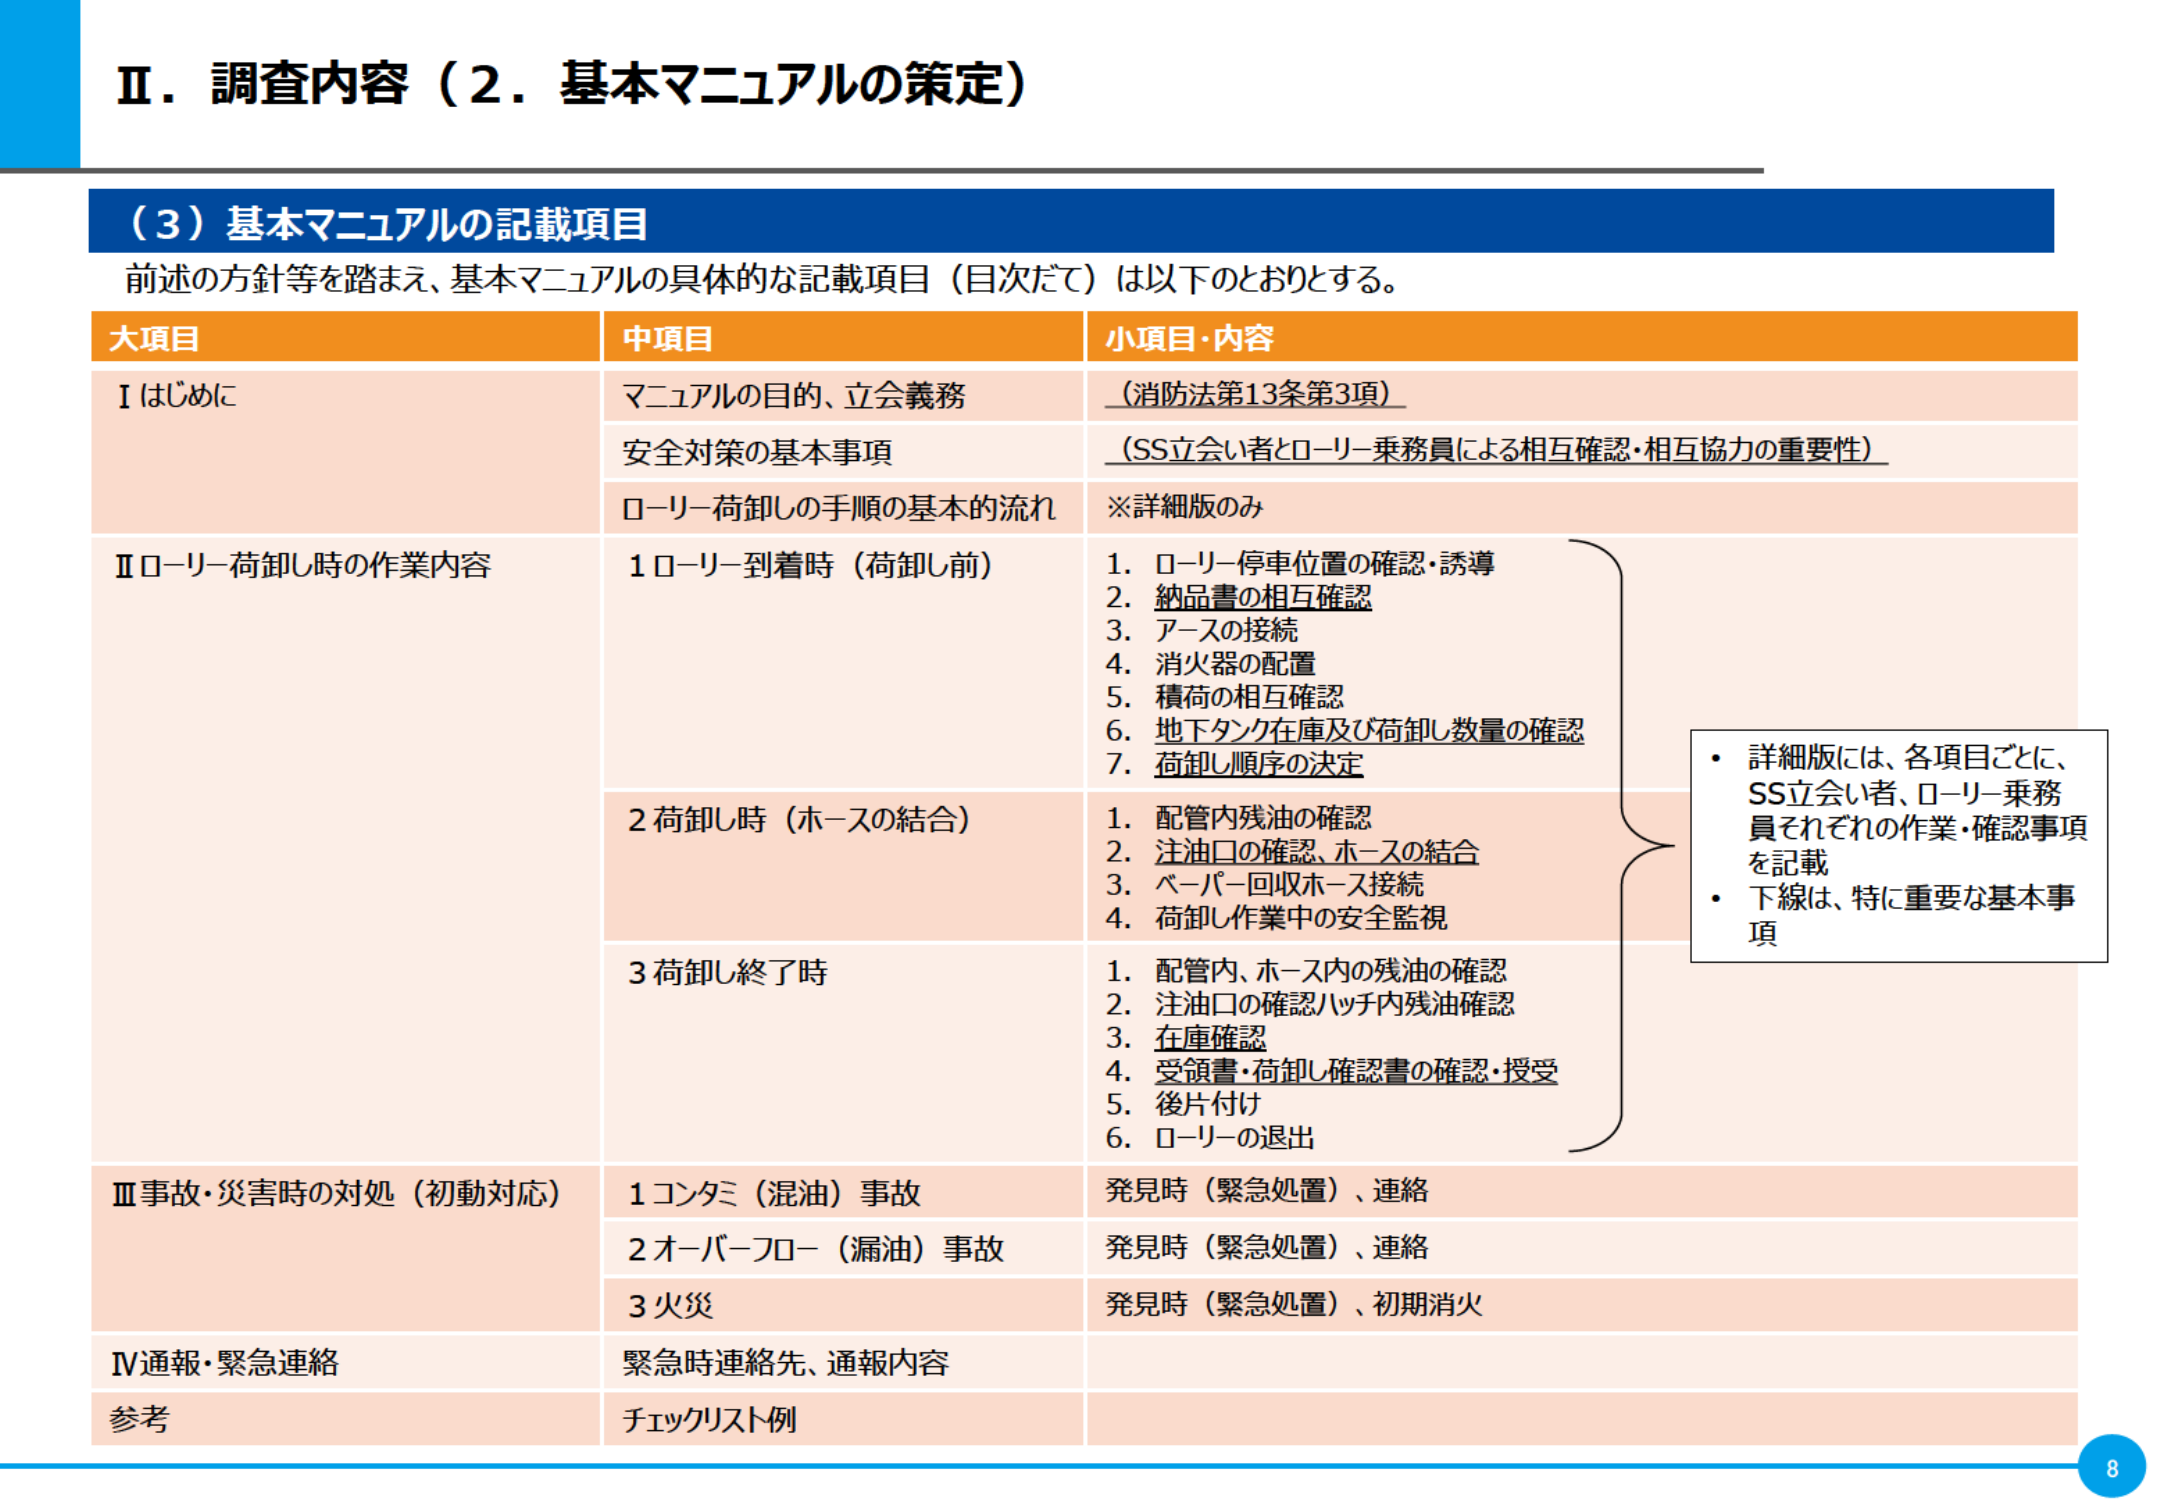 Ⅱ．調査内容（２．基本マニュアルの策定）
（３）基本マニュアルの記載項目
前述の方針等を踏まえ、基本マニュアルの具体的な記載項目（目次だて）は以下のとおりとする。
大項目
中項目
小項目・内容
Ⅰはじめに
マニュアルの目的、立会義務
（消防法第13条第3項）
安全対策の基本事項
（SS立会い者とローリー乗務員による相互確認・相互協力の重要性）
ローリー荷卸しの手順の基本的流れ
※詳細版のみ
Ⅱローリー荷卸し時の作業内容
1ローリー到着時（荷卸し前）
1. ローリー停車位置の確認・誘導
2. 納品書の相互確認
3. アースの接続
4. 消火器の配置
5. 積荷の相互確認
6. 地下タンク在庫及び荷卸し数量の確認
7. 荷卸し順序の決定
2荷卸し時（ホースの結合）
1. 配管内残油の確認
2. 注油口の確認、ホースの結合
3. ベーパー回収ホース接続
4. 荷卸し作業中の安全監視
3荷卸し終了時
1. 配管内、ホース内の残油の確認
2. 注油口の確認ハッチ内残油確認
3. 在庫確認
4. 受領書・荷卸し確認書の確認・授受
5. 後片付け
6. ローリーの退出
• 詳細版には、各項目ごとに、
SS立会い者、ローリー乗務
員それぞれの作業・確認事項
を記載
• 下線は、特に重要な基本事
項
Ⅲ事故・災害時の対処（初動対応）
1コンタミ（混油）事故
発見時（緊急処置）、連絡
2オーバーフロー（漏油）事故
発見時（緊急処置）、連絡
3火災
発見時（緊急処置）、初期消火
Ⅳ通報・緊急連絡
緊急時連絡先、通報内容
参考
チェックリスト例
8